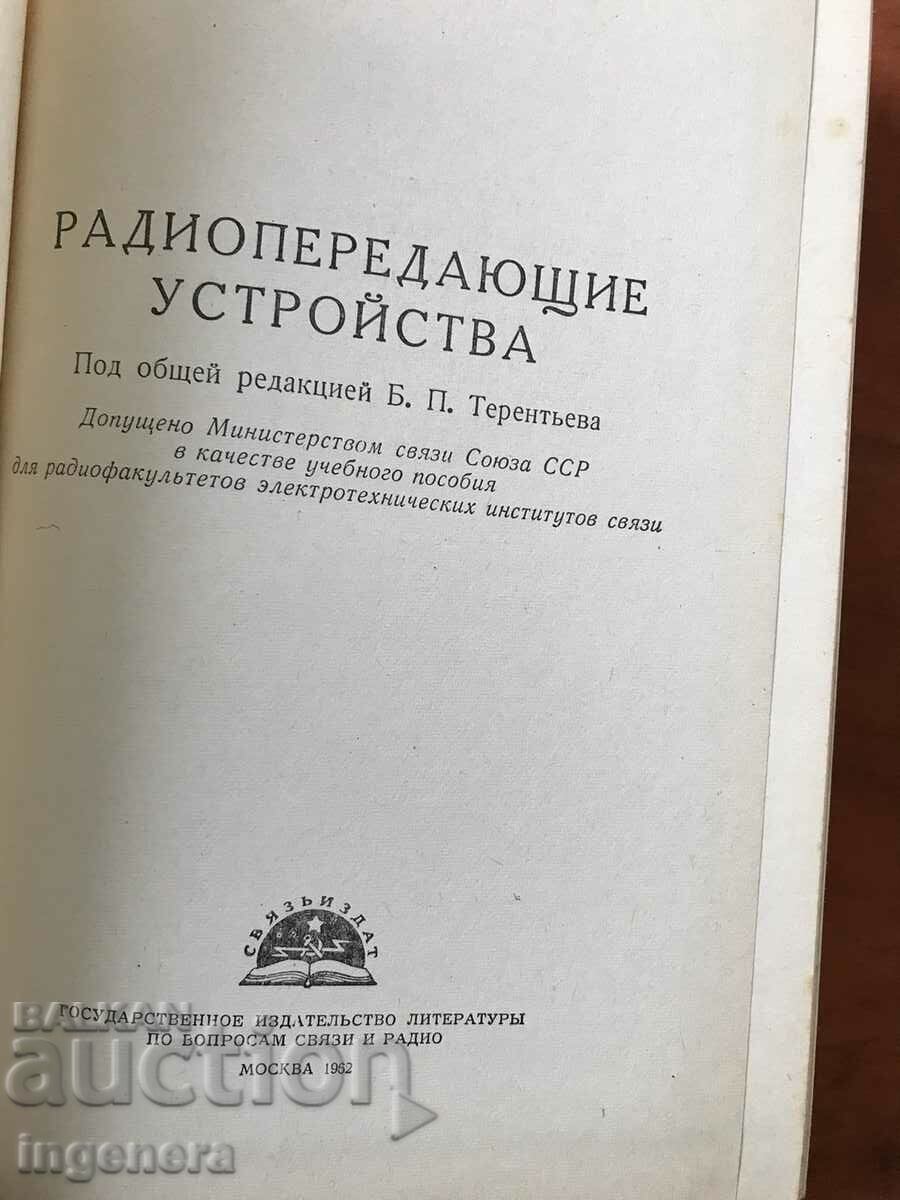 РАДИОПЕРЕДАЮЩИЕ
УСТРОЙСТВА
Под общей редакцией Б. П. Терентьева
Допущено Министерством связи Союза ССР
в качестве учебного пособия
для радиофакультетов электротехнических институтов связи
СВЯЗЬИЗДАТ
ГОСУДАРСТВЕННОЕ ИЗДАТЕЛЬСТВО ЛИТЕРАТУРЫ
ПО ВОПРОСАМ СВЯЗИ И РАДИО
МОСКВА 1962
BALKAN
auction
ingenera